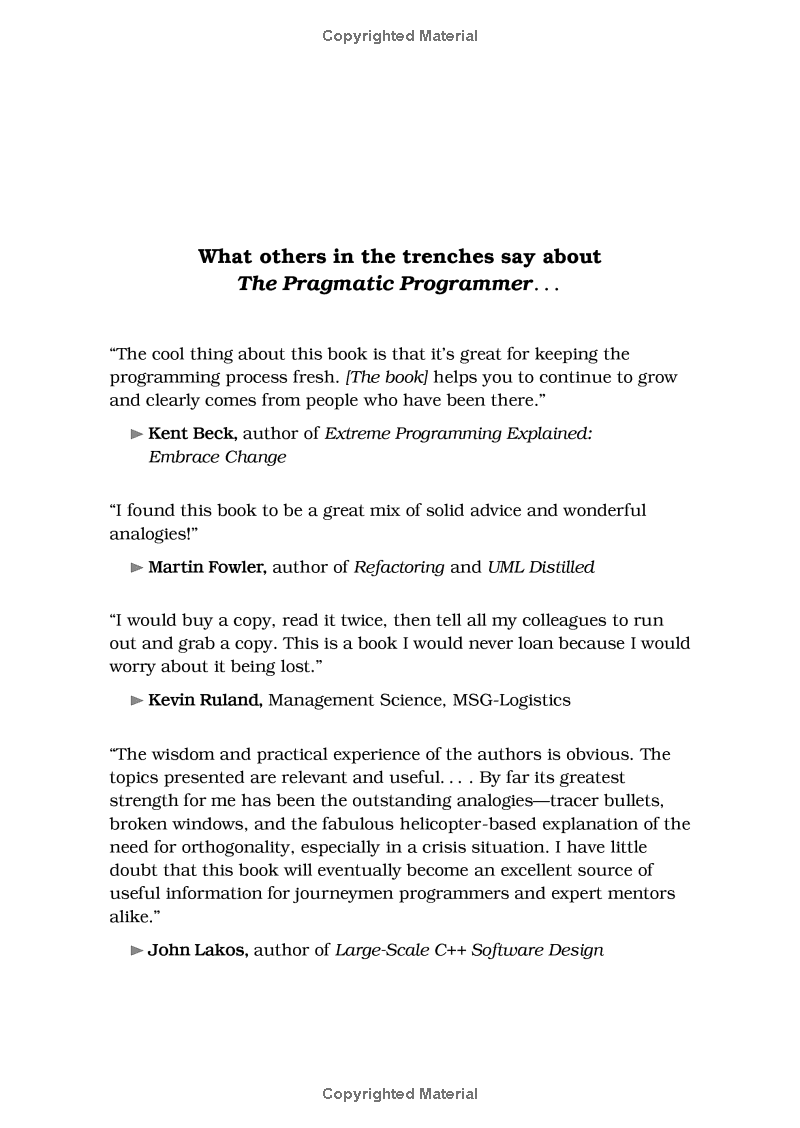 Copyrighted Material
What others in the trenches say about
The Pragmatic Programmer. . .
“The cool thing about this book is that it’s great for keeping the
programming process fresh. [The book] helps you to continue to grow
and clearly comes from people who have been there.”
► Kent Beck, author of Extreme Programming Explained:
Embrace Change
“I found this book to be a great mix of solid advice and wonderful
analogies!”
► Martin Fowler, author of Refactoring and UML Distilled
“I would buy a copy, read it twice, then tell all my colleagues to run
out and grab a copy. This is a book I would never loan because I would
worry about it being lost.”
► Kevin Ruland, Management Science, MSG-Logistics
“The wisdom and practical experience of the authors is obvious. The
topics presented are relevant and useful. . . . By far its greatest
strength for me has been the outstanding analogies—tracer bullets,
broken windows, and the fabulous helicopter-based explanation of the
need for orthogonality, especially in a crisis situation. I have little
doubt that this book will eventually become an excellent source of
useful information for journeymen programmers and expert mentors
alike.”
► John Lakos, author of Large-Scale C++ Software Design
Copyrighted Material